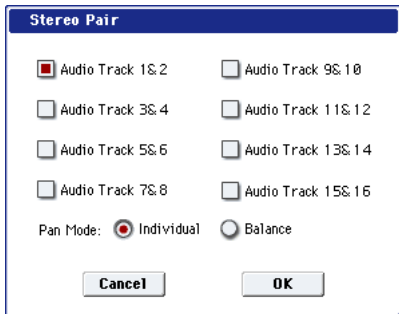 Stereo Pair
Audio Track 1&2
Audio Track 9&10
Audio Track 3&4
Audio Track 11&12
Audio Track 5&6
Audio Track 13&14
Audio Track 7&8
Audio Track 15&16
Pan Mode: Individual Balance
Cancel OK